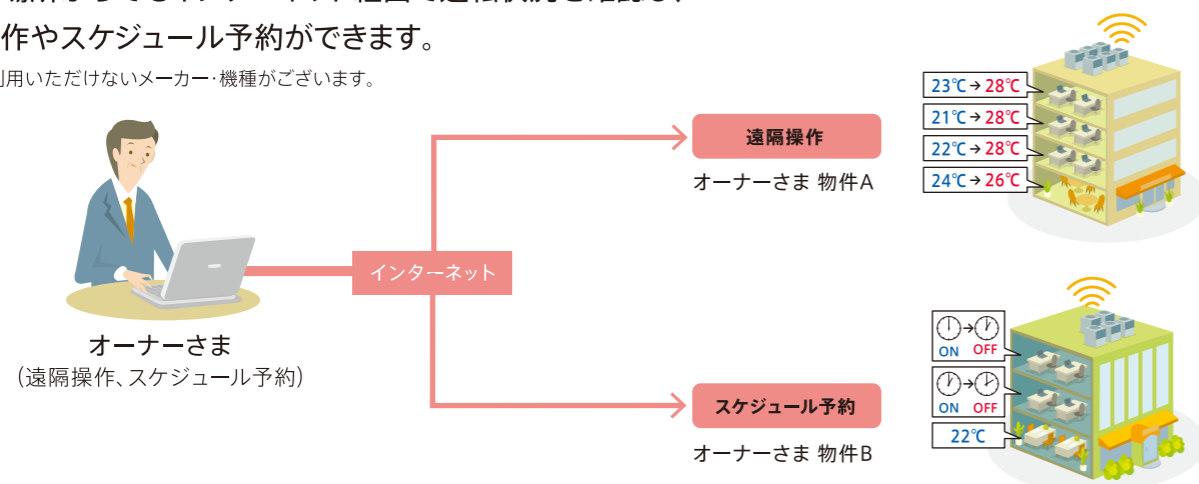 作やスケジュール予約ができます。
用いただけないメーカー・機種がございます。
23℃→28℃
21℃→28℃
22℃→28℃
24℃→26℃
遠隔操作
オーナーさま 物件A
インターネット
オーナーさま
(遠隔操作、スケジュール予約)
ON OFF
ON OFF
22℃
スケジュール予約
オーナーさま 物件B